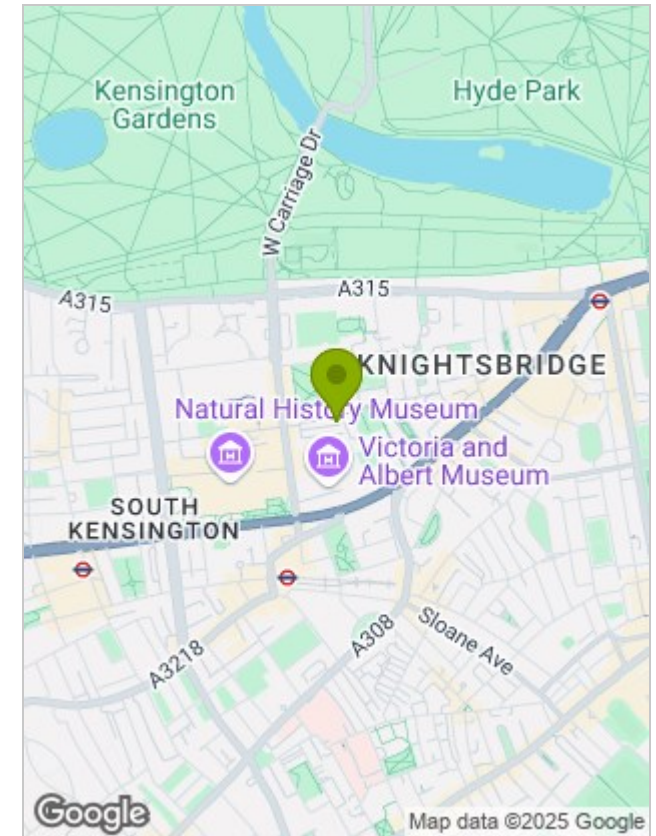 Kensington
Gardens
Hyde Park
W Carriage Dr
A315
A315
KNIGHTSBRIDGE
Natural History Museum
Victoria and
Albert Museum
SOUTH
KENSINGTON
Sloane Ave
A308
A3218
Google
Map data ©2025 Google